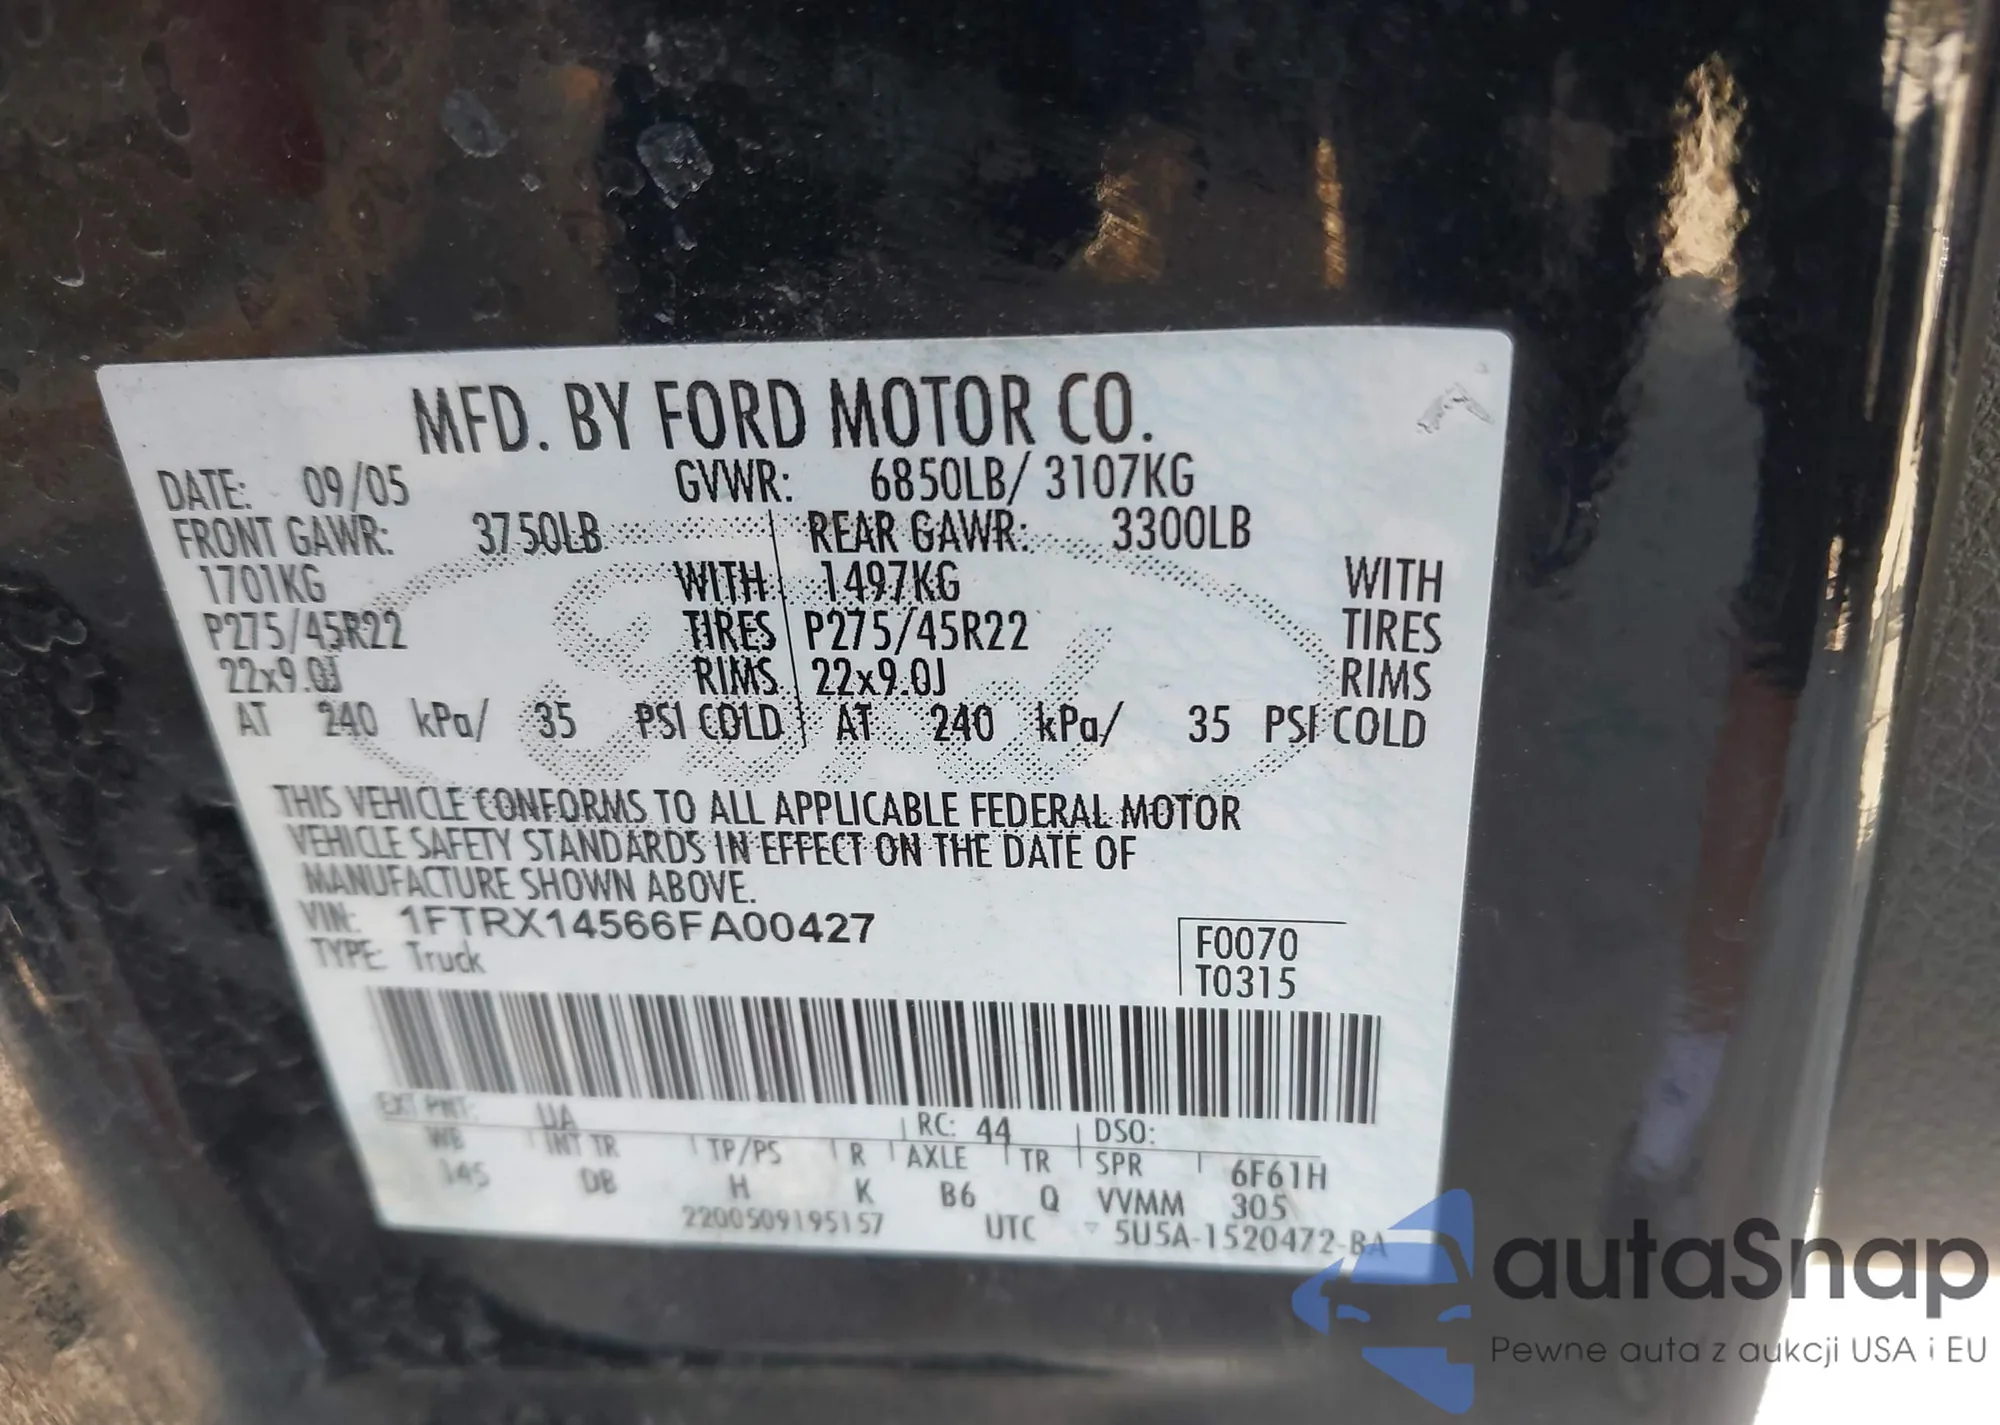 MFD. BY FORD MOTOR CO.
DATE: 09/05 GVWR: 6850LB/ 3107KG
FRONT GAWR: 3750LB REAR GAWR: 3300LB
1701KG WITH 1497KG WITH
P275/45R22 TIRES P275/45R22 TIRES
22x9.0J RIMS 22x9.0J RIMS
AT 240 kPa/ 35 PSI COLD AT 240 kPa/ 35 PSI COLD
THIS VEHICLE CONFORMS TO ALL APPLICABLE FEDERAL MOTOR
VEHICLE SAFETY STANDARDS IN EFFECT ON THE DATE OF
MANUFACTURE SHOWN ABOVE.
VIN: 1FTRX14566FA00427
TYPE: Truck
F0070
T0315
EXT PNT: UA RC: 44 DSO:
WB INT TR TP/PS R AXLE TR SPR 6F61H
145 DB H K B6 Q VVMM 305
2200509195157 UTC 5U5A-1520472-BA
Ford
autaSnap
Pewne auta z aukcji USA i EU